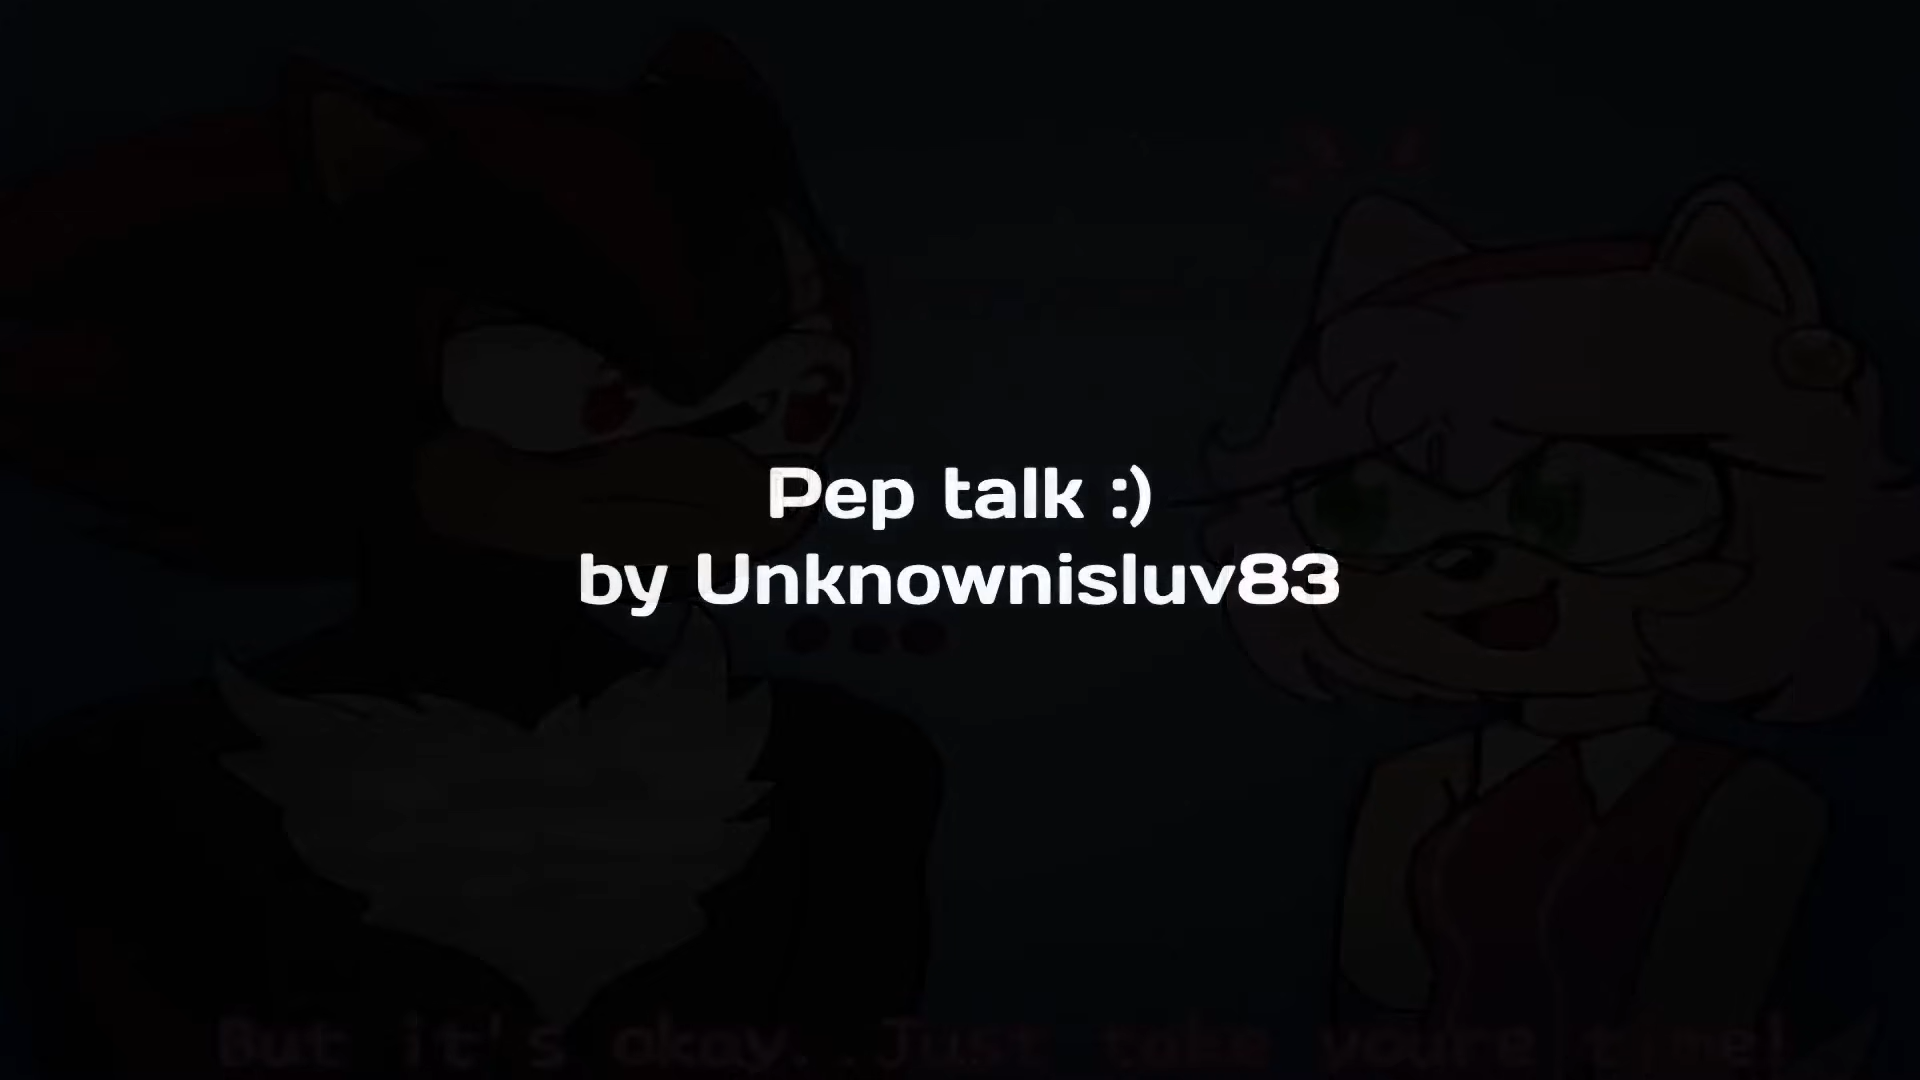 Pep talk :)
by Unknownisluv83
But it's okay...Just take youre time!